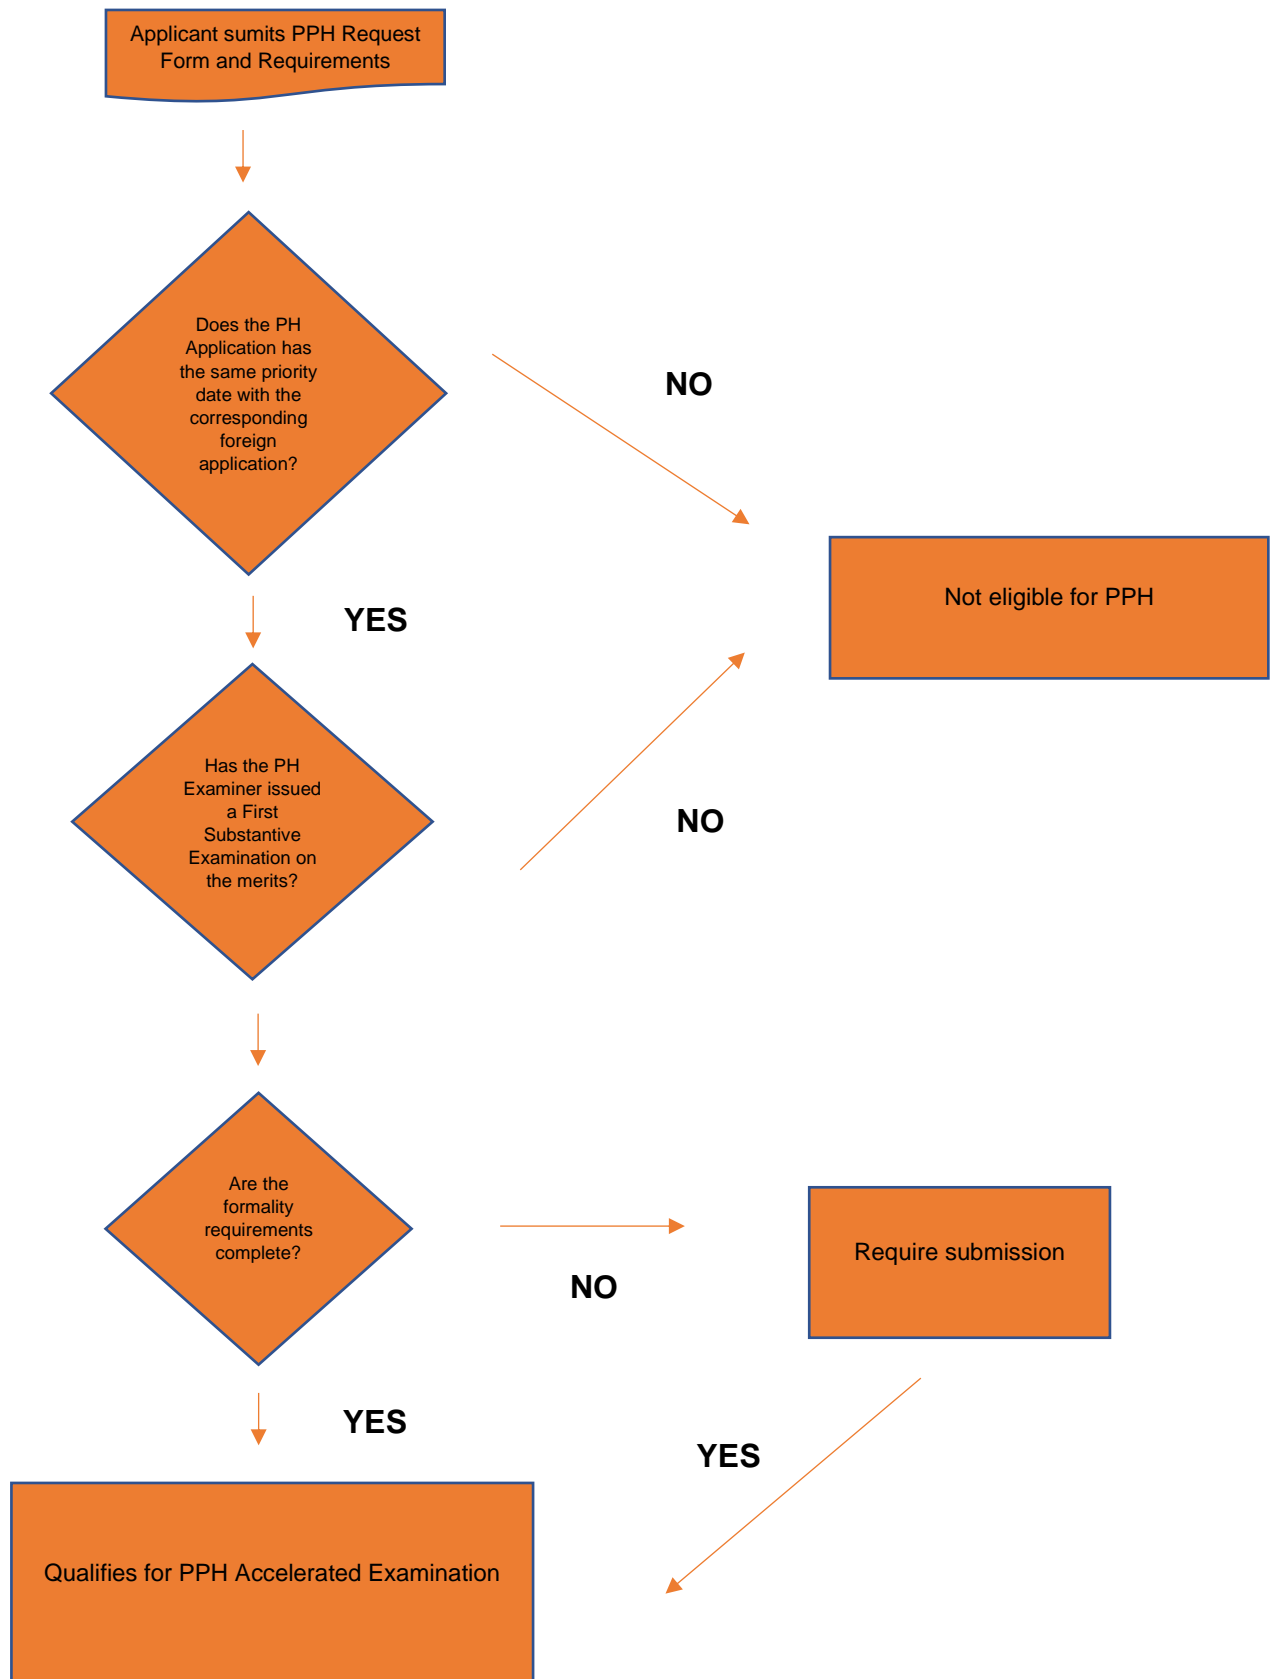 Applicant sumits PPH Request
Form and Requirements
Does the PH
Application has
the same priority
date with the
corresponding
foreign
application?
NO
Not eligible for PPH
YES
Has the PH
Examiner issued
a First
Substantive
Examination on
the merits?
NO
Are the
formality
requirements
complete?
Require submission
NO
YES
YES
Qualifies for PPH Accelerated Examination